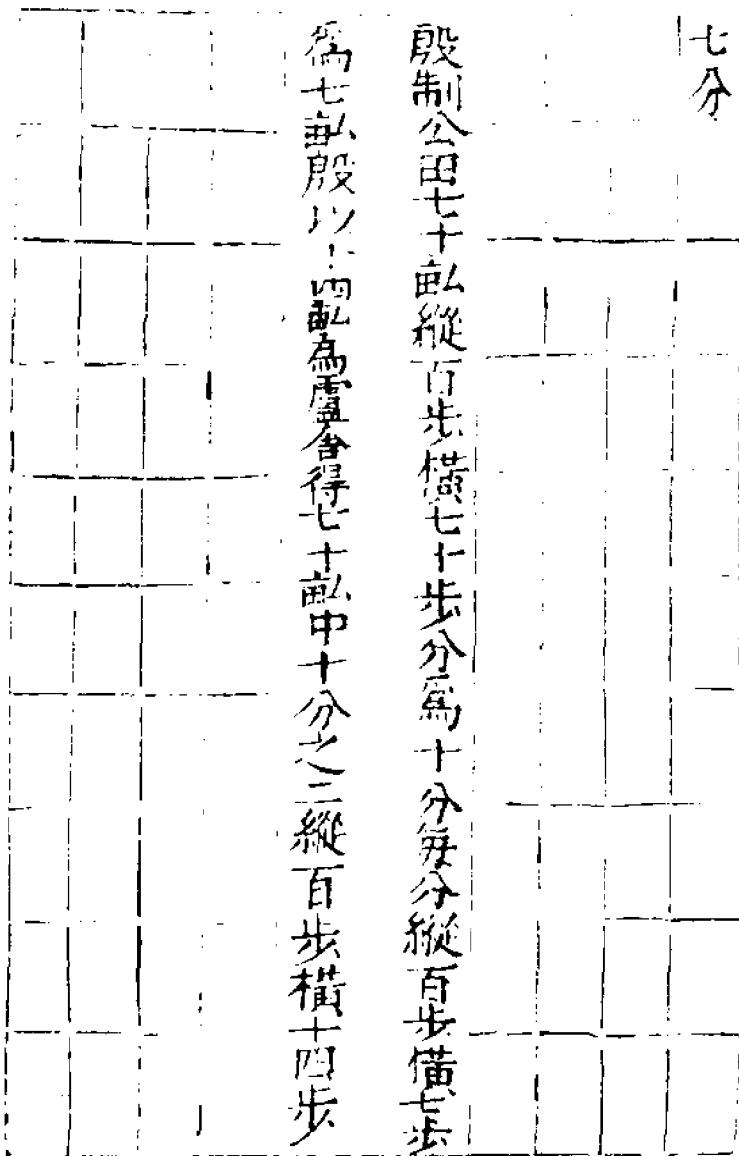 七分
殷制公田七十畝縱百步橫七十步分爲十分每分縱百步橫七步
爲七畝殷以十四畝為廬舍得七十畝中十分之二縱百步橫十四步